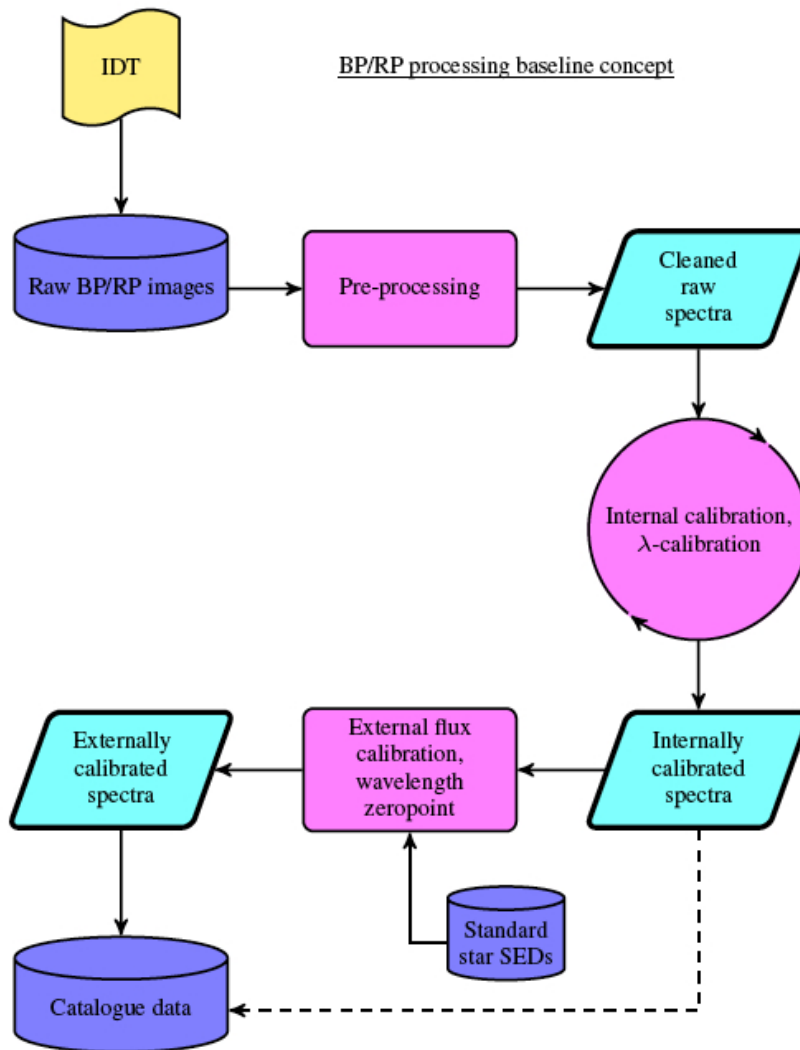 IDT
BP/RP processing baseline concept
Raw BP/RP images
Pre-processing
Cleaned
raw
spectra
Internal calibration,
λ-calibration
Externally
calibrated
spectra
External flux
calibration,
wavelength
zeropoint
Internally
calibrated
spectra
Standard
star SEDs
Catalogue data